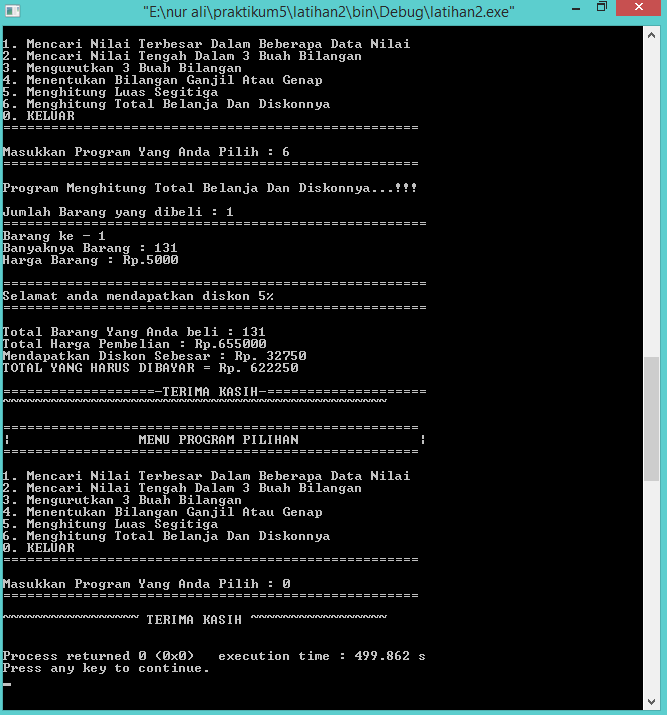 "E:\nur ali\praktikum5\latihan2\bin\Debug\latihan2.exe"
1. Mencari Nilai Terbesar Dalam Beberapa Data Nilai
2. Mencari Nilai Tengah Dalam 3 Buah Bilangan
3. Mengurutkan 3 Buah Bilangan
4. Menentukan Bilangan Ganjil Atau Genap
5. Menghitung Luas Segitiga
6. Menghitung Total Belanja Dan Diskonnya
0. KELUAR
====================================================
Masukkan Program Yang Anda Pilih : 6
====================================================
Program Menghitung Total Belanja Dan Diskonnya...!!!
Jumlah Barang yang dibeli : 1
=====================================================
Barang ke - 1
Banyaknya Barang : 131
Harga Barang : Rp.5000
=====================================================
Selamat anda mendapatkan diskon 5%
=====================================================
Total Barang Yang Anda beli : 131
Total Harga Pembelian : Rp.655000
Mendapatkan Diskon Sebesar : Rp. 32750
TOTAL YANG HARUS DIBAYAR = Rp. 622250
===================-TERIMA KASIH-====================
~~~~~~~~~~~~~~~~~~~~~~~~~~~~~~~~~~~~~~~~~~~~~~~~
====================================================
¦                MENU PROGRAM PILIHAN               ¦
====================================================
1. Mencari Nilai Terbesar Dalam Beberapa Data Nilai
2. Mencari Nilai Tengah Dalam 3 Buah Bilangan
3. Mengurutkan 3 Buah Bilangan
4. Menentukan Bilangan Ganjil Atau Genap
5. Menghitung Luas Segitiga
6. Menghitung Total Belanja Dan Diskonnya
0. KELUAR
====================================================
Masukkan Program Yang Anda Pilih : 0
====================================================
~~~~~~~~~~~~~~~~~ TERIMA KASIH ~~~~~~~~~~~~~~~~~
Process returned 0 (0x0)   execution time : 499.862 s
Press any key to continue.